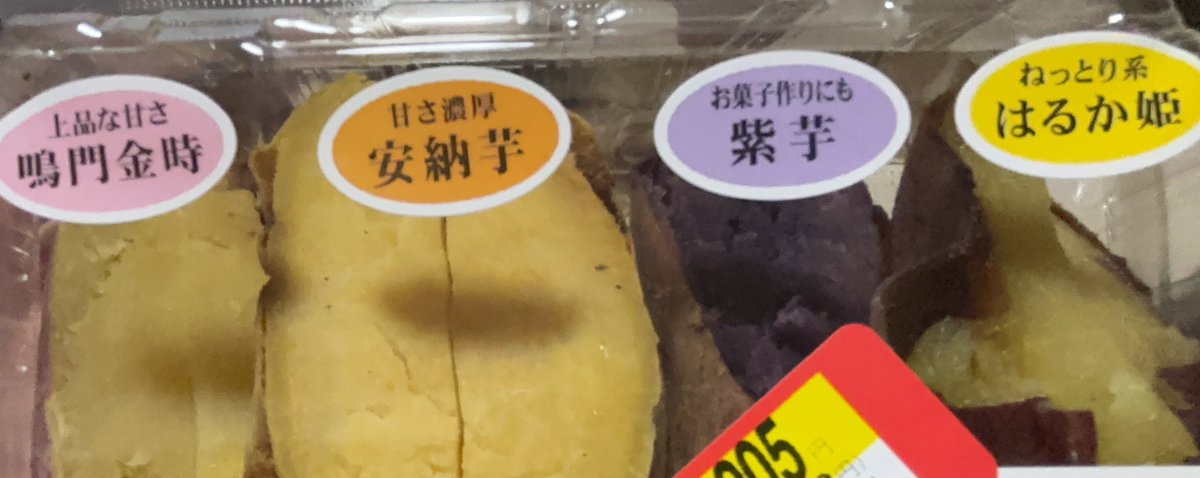 上品な甘さ
鳴門金時
甘さ濃厚
安納芋
お菓子作りにも
紫芋
ねっとり系
はるか姫